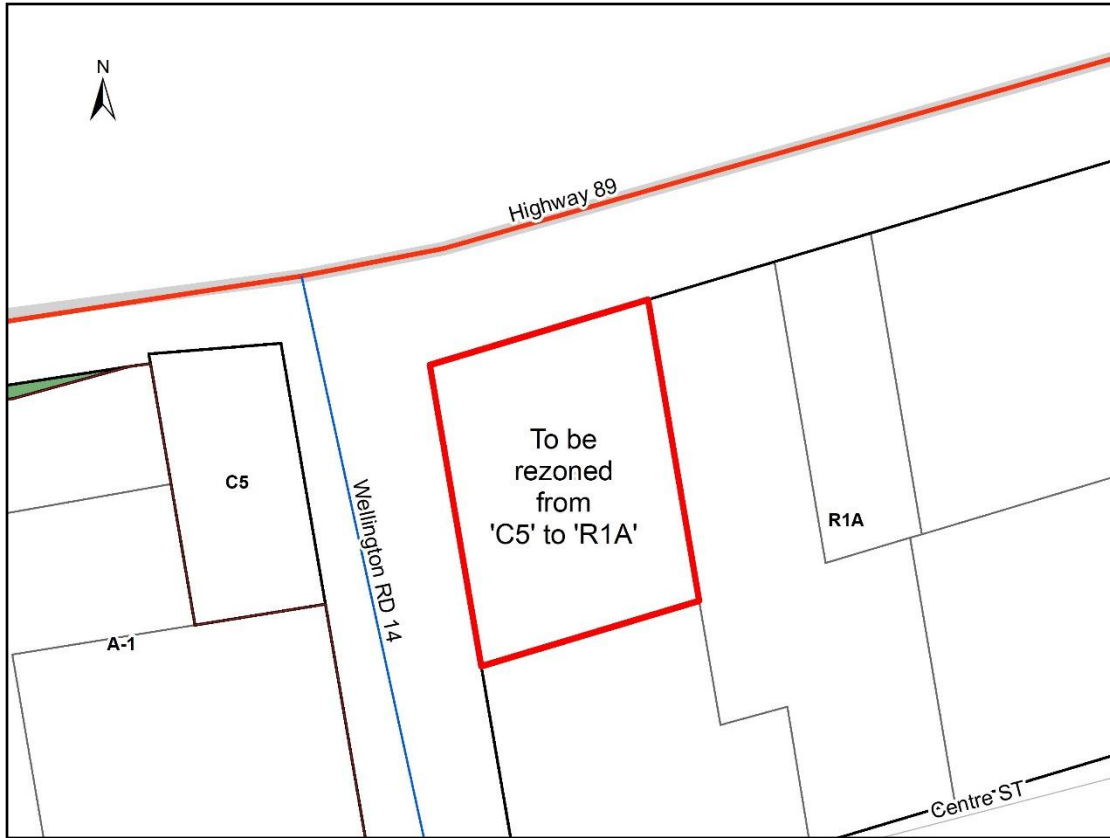 N
Highway 89
To be
rezoned
from
'C5' to 'R1A'
C5
Wellington RD 14
R1A
A-1
Centre ST